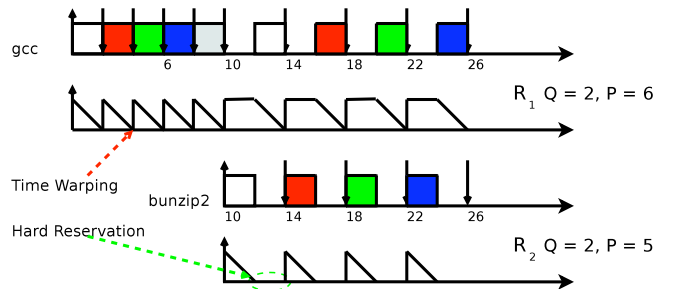 gcc
6 10 14 18 22 26
R1 Q = 2, P = 6
Time Warping
bunzip2
10 14 18 22 26
Hard Reservation
R2 Q = 2, P = 5